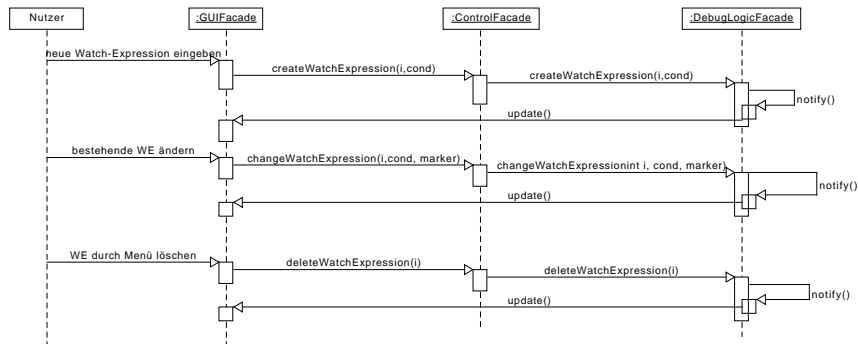 Nutzer
:GUIFacade
:ControlFacade
:DebugLogicFacade
neue Watch-Expression eingeben
createWatchExpression(i,cond)
createWatchExpression(i,cond)
notify()
update()
bestehende WE ändern
changeWatchExpression(i,cond, marker)
changeWatchExpressionint i, cond, marker)
notify()
update()
WE durch Menü löschen
deleteWatchExpression(i)
deleteWatchExpression(i)
notify()
update()